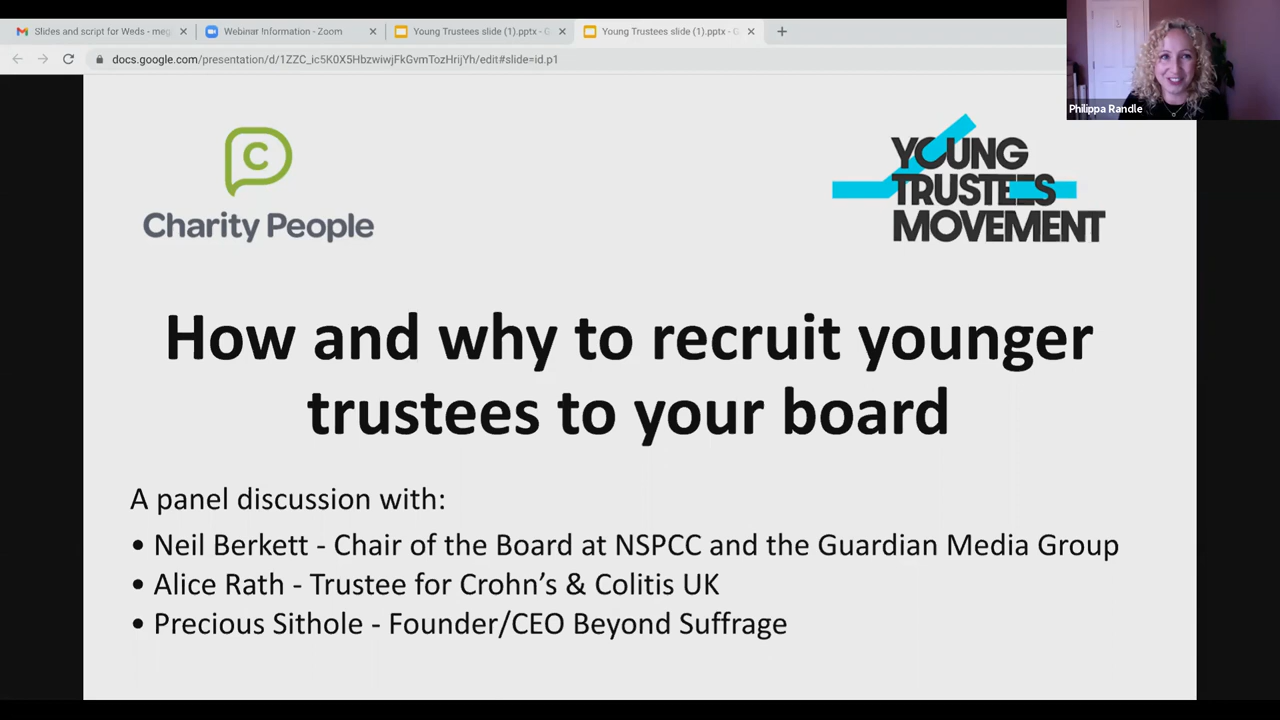 Slides and script for Weds - meg
Webinar Information - Zoom
Young Trustees slide (1).pptx - G
Young Trustees slide (1).pptx - G
docs.google.com/presentation/d/1ZZC_ic5K0X5HbzwiwjFkGvmTozHrijYh/edit#slide=id.p1
Philippa Randle
C
Charity People
YOUNG
TRUSTEES
MOVEMENT
How and why to recruit younger
trustees to your board
A panel discussion with:
• Neil Berkett - Chair of the Board at NSPCC and the Guardian Media Group
• Alice Rath - Trustee for Crohn's & Colitis UK
• Precious Sithole - Founder/CEO Beyond Suffrage